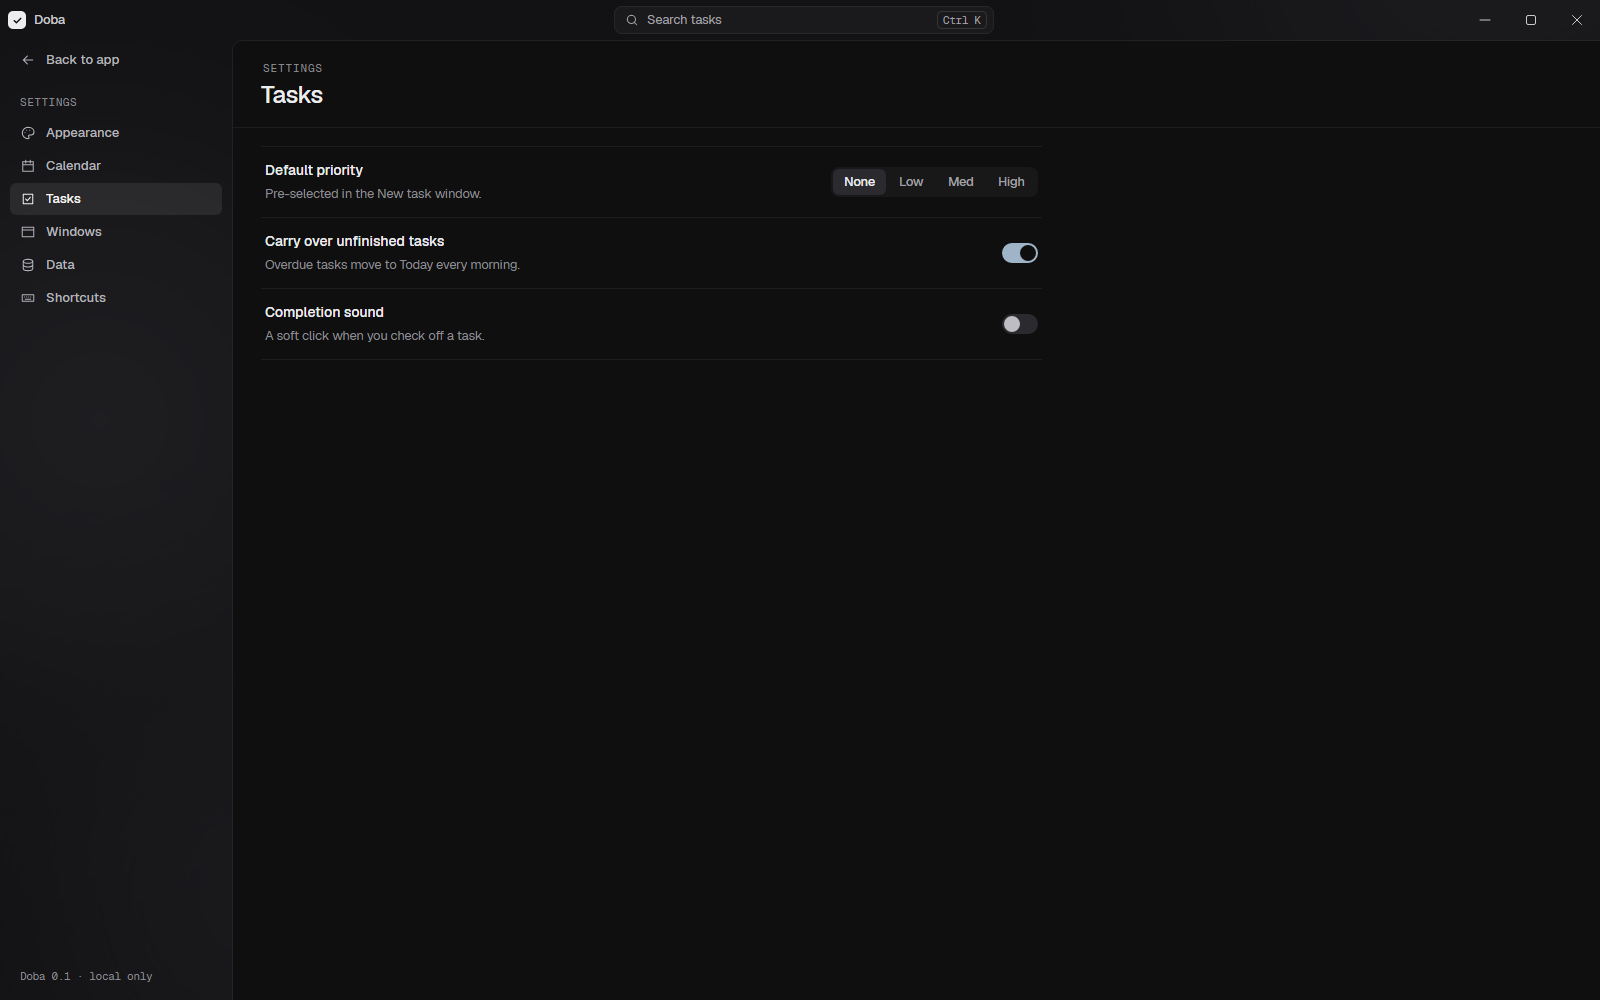 Doba
Search tasks
Ctrl K
Back to app
SETTINGS
Appearance
Calendar
Tasks
Windows
Data
Shortcuts
Doba 0.1 · local only
SETTINGS
Tasks
Default priority
Pre-selected in the New task window.
None Low Med High
Carry over unfinished tasks
Overdue tasks move to Today every morning.
Completion sound
A soft click when you check off a task.